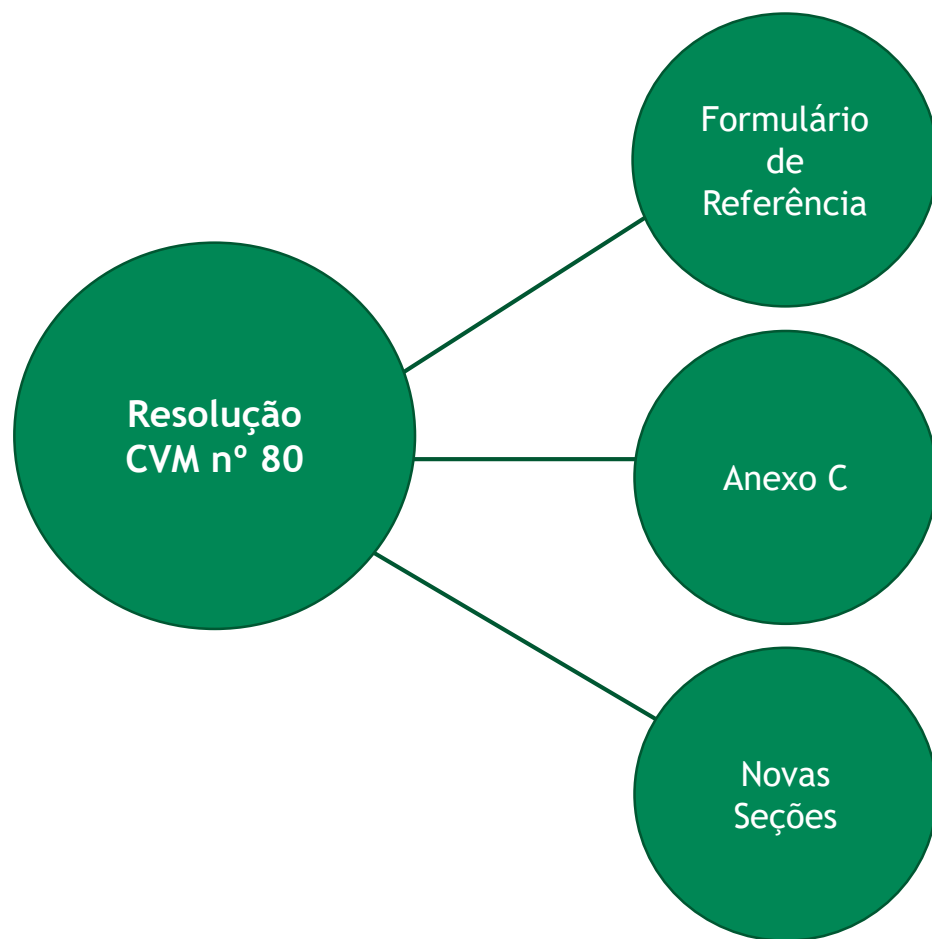 Resolução
CVM nº 80
Formulário
de
Referência
Anexo C
Novas
Seções